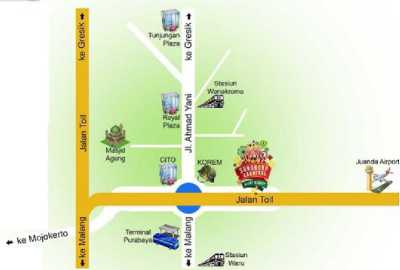 ke Gresik
ke Gresik
Tunjungan
Plaza
Stasiun
Wonokromo
Royal
Plaza
Jl. Ahmad Yani
Jalan Toll
Masjid
Agung
CITO
KOREM
SURABAYA
CARNIVAL
Juanda Airport
Jalan Toll
ke Mojokerto
ke Malang
Terminal
Purabaya
ke Malang
Stasiun
Waru